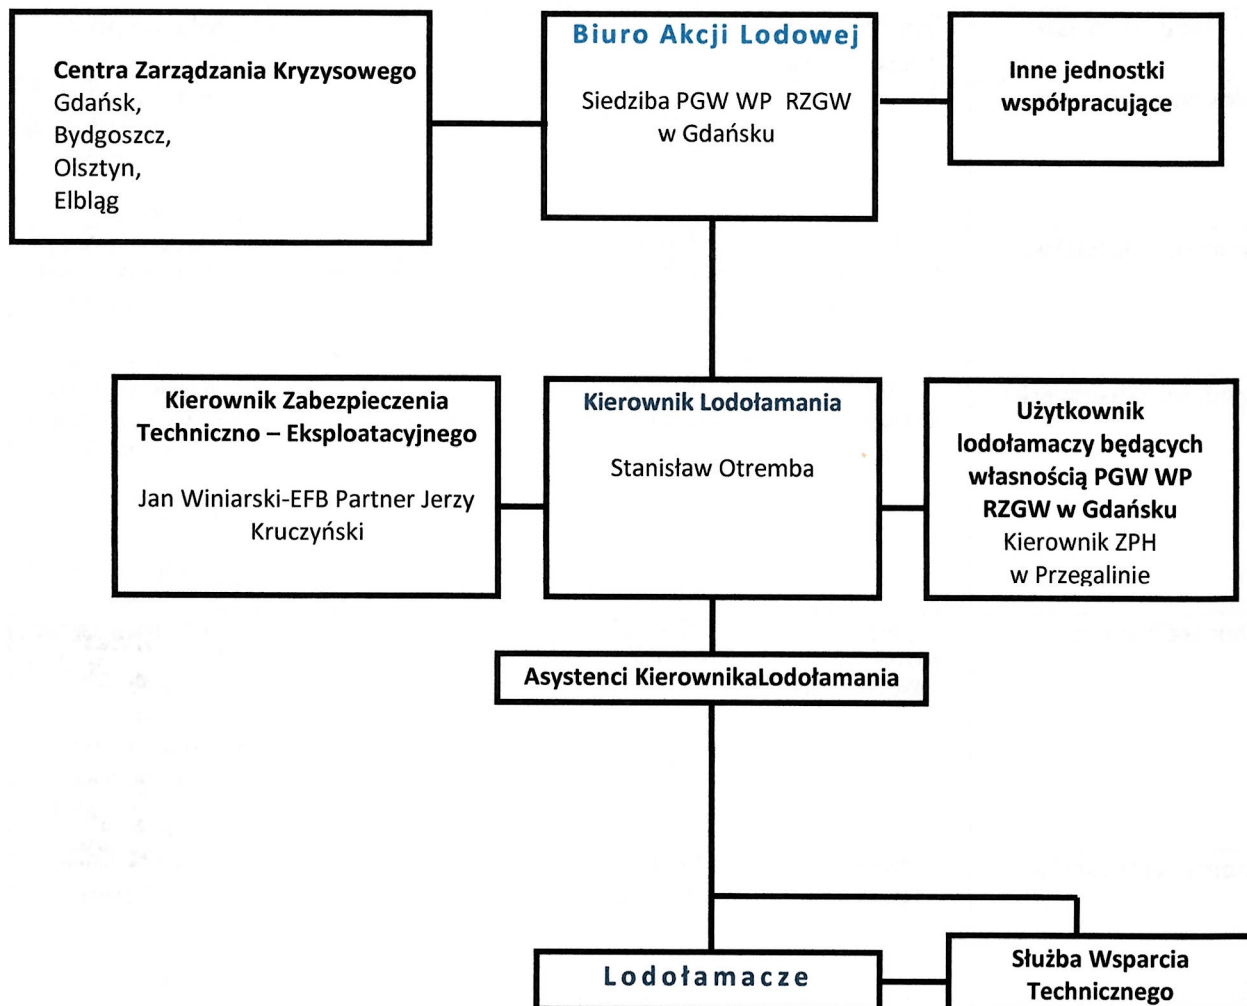 Biuro Akcji Lodowej
Siedziba PGW WP RZGW
w Gdańsku
Centra Zarządzania Kryzysowego
Gdańsk,
Bydgoszcz,
Olsztyn,
Elbląg
Inne jednostki
współpracujące
Kierownik Zabezpieczenia
Techniczno – Eksploatacyjnego
Jan Winiarski-EFB Partner Jerzy
Kruczyński
Kierownik Lodołamania
Stanisław Otremba
Użytkownik
lodołamaczy będących
własnością PGW WP
RZGW w Gdańsku
Kierownik ZPH
w Przegalinie
Asystenci KierownikaLodołamania
Lodołamacze
Służba Wsparcia
Technicznego